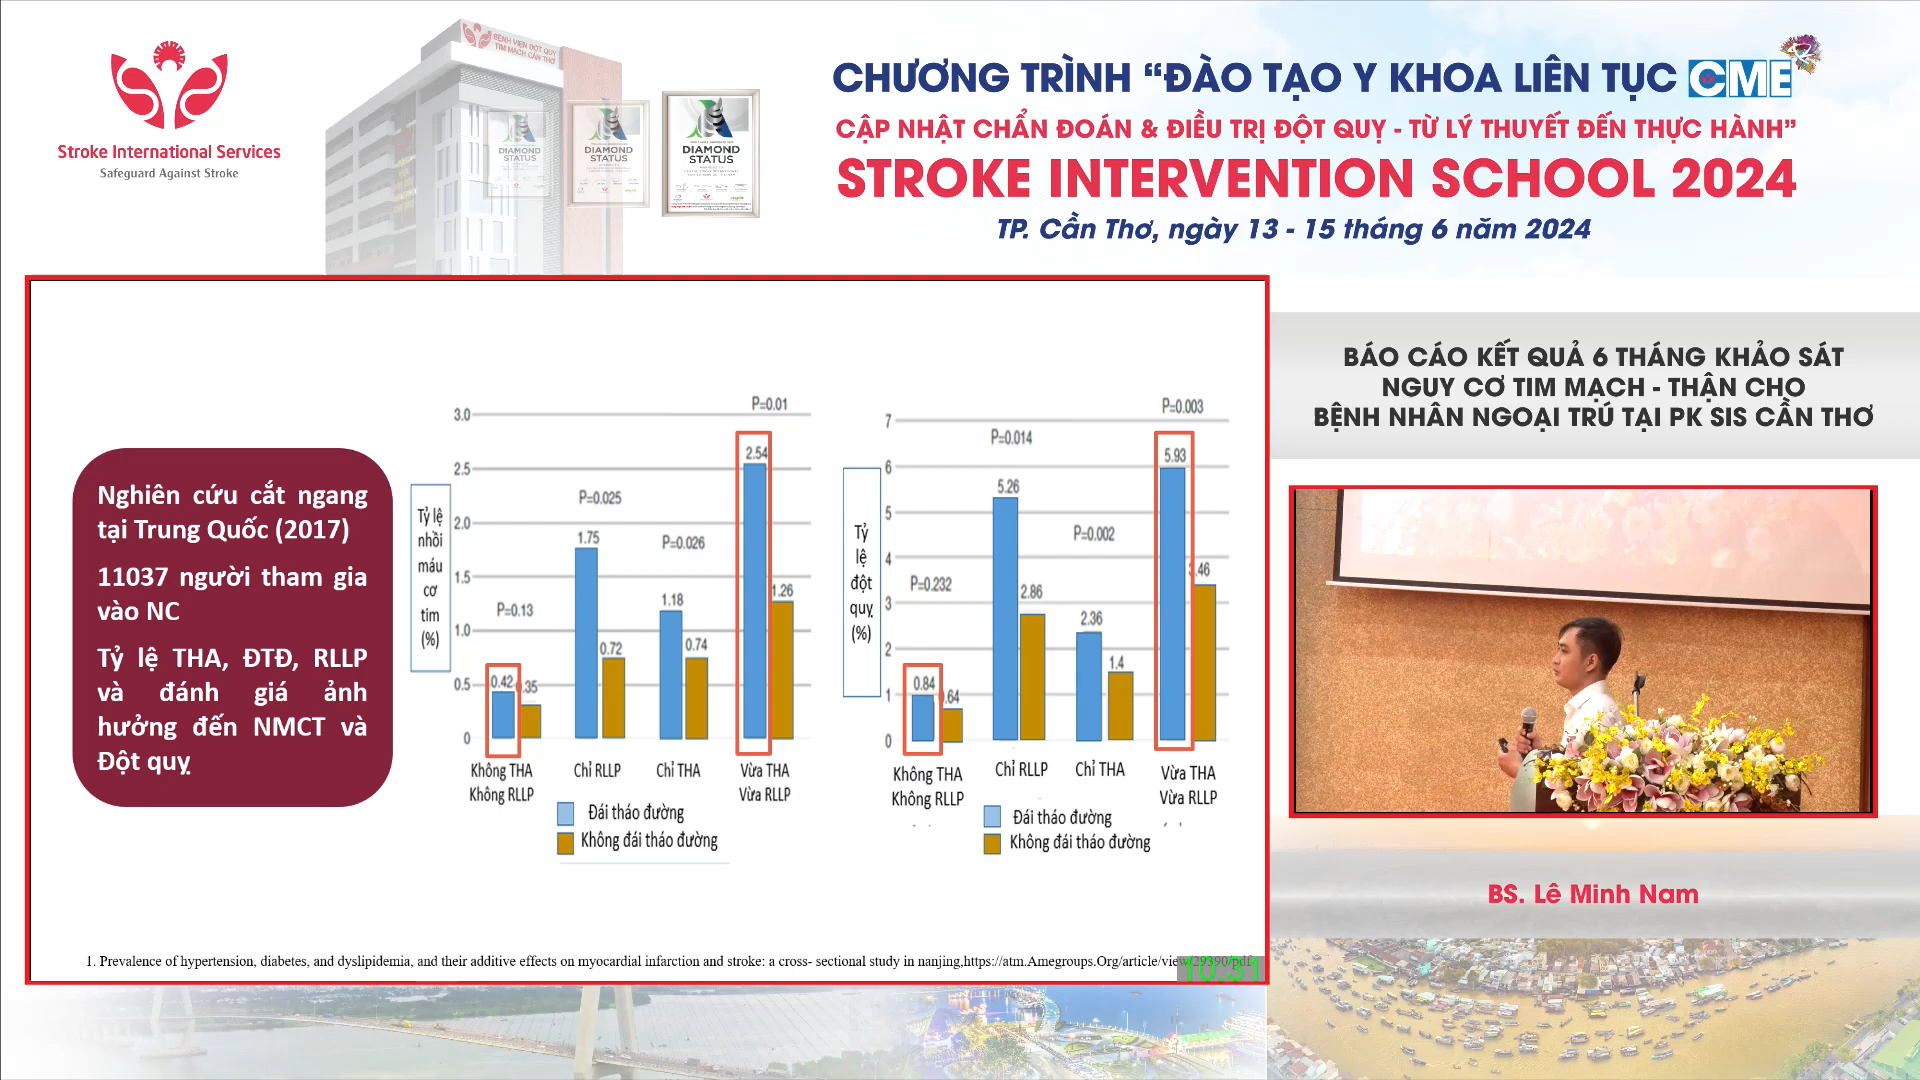 BỆNH VIỆN ĐỘT QUỴ
TIM MẠCH CẦN THƠ
Stroke International Services
Safeguard Against Stroke
DIAMOND
STATUS
DIAMOND
STATUS
DIAMOND
STATUS
CHƯƠNG TRÌNH “ĐÀO TẠO Y KHOA LIÊN TỤC CME
CẬP NHẬT CHẨN ĐOÁN & ĐIỀU TRỊ ĐỘT QUỴ - TỪ LÝ THUYẾT ĐẾN THỰC HÀNH”
STROKE INTERVENTION SCHOOL 2024
TP. Cần Thơ, ngày 13 - 15 tháng 6 năm 2024
Nghiên cứu cắt ngang
tại Trung Quốc (2017)
11037 người tham gia
vào NC
Tỷ lệ THA, ĐTĐ, RLLP
và đánh giá ảnh
hưởng đến NMCT và
Đột quỵ
Tỷ lệ
nhồi
máu
cơ
tim
(%)
3.0
2.5
2.0
1.5
1.0
0.5
0
P=0.13
P=0.025
P=0.026
P=0.01
0.42
.35
1.75
0.72
1.18
0.74
2.54
1.26
Không THA
Không RLLP
Chỉ RLLP
Chỉ THA
Vừa THA
Vừa RLLP
Đái tháo đường
Không đái tháo đường
Tỷ
lệ
đột
quỵ
(%)
7
6
5
4
3
2
1
0
P=0.232
P=0.014
P=0.002
P=0.003
0.84
.64
5.26
2.86
2.36
1.4
5.93
.46
Không THA
Không RLLP
Chỉ RLLP
Chỉ THA
Vừa THA
Vừa RLLP
Đái tháo đường
Không đái tháo đường
1. Prevalence of hypertension, diabetes, and dyslipidemia, and their additive effects on myocardial infarction and stroke: a cross- sectional study in nanjing,https://atm.Amegroups.Org/article/view/29390/pdf
10:31
BÁO CÁO KẾT QUẢ 6 THÁNG KHẢO SÁT
NGUY CƠ TIM MẠCH - THẬN CHO
BỆNH NHÂN NGOẠI TRÚ TẠI PK SIS CẦN THƠ
BS. Lê Minh Nam